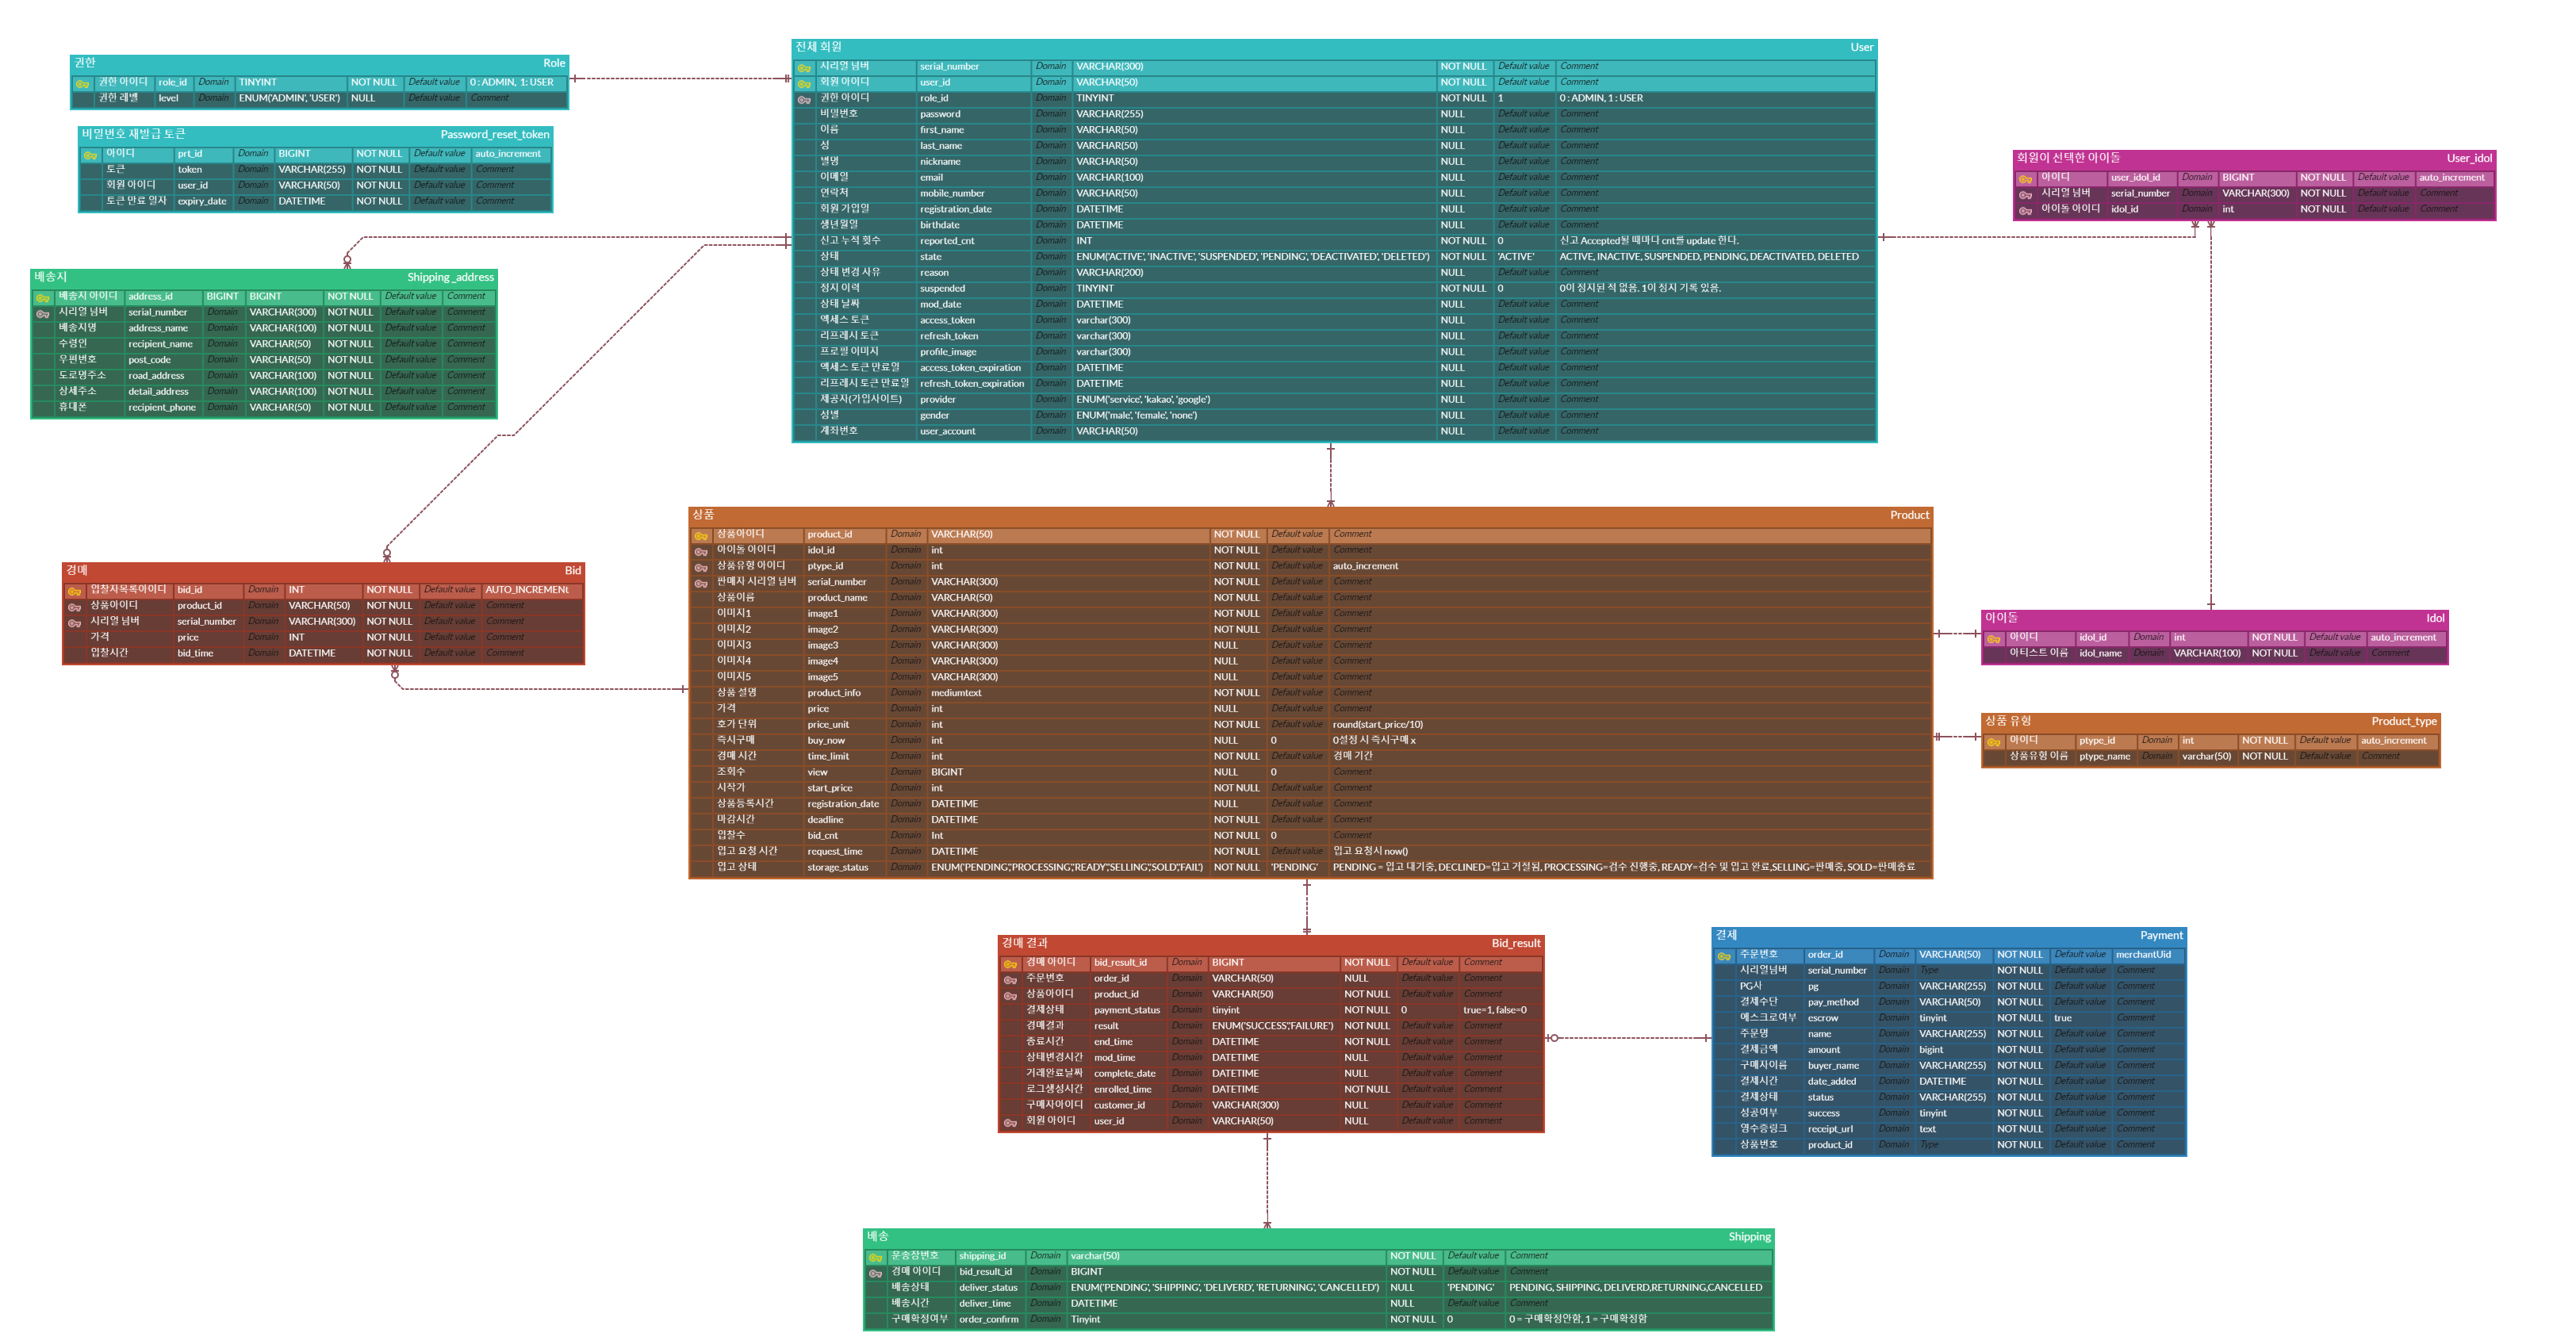 권한 Role
권한 아이디 role_id Domain TINYINT NOT NULL Default value 0 : ADMIN, 1: USER
권한 레벨 level Domain ENUM('ADMIN', 'USER') NULL Default value Comment
비밀번호 재발급 토큰 Password_reset_token
아이디 prt_id Domain BIGINT NOT NULL Default value auto_increment
토큰 token Domain VARCHAR(255) NOT NULL Default value Comment
회원 아이디 user_id Domain VARCHAR(50) NOT NULL Default value Comment
토큰 만료 일자 expiry_date Domain DATETIME NOT NULL Default value Comment
전체 회원 User
시리얼 넘버 serial_number Domain VARCHAR(300) NOT NULL Default value Comment
회원 아이디 user_id Domain VARCHAR(50) NOT NULL Default value Comment
권한 아이디 role_id Domain TINYINT NOT NULL 1 0 : ADMIN, 1 : USER
비밀번호 password Domain VARCHAR(255) NULL Default value Comment
이름 first_name Domain VARCHAR(50) NULL Default value Comment
성 last_name Domain VARCHAR(50) NULL Default value Comment
별명 nickname Domain VARCHAR(50) NULL Default value Comment
이메일 email Domain VARCHAR(100) NULL Default value Comment
연락처 mobile_number Domain VARCHAR(50) NULL Default value Comment
회원 가입일 registration_date Domain DATETIME NULL Default value Comment
생년월일 birthdate Domain DATETIME NULL Default value Comment
신고 누적 횟수 reported_cnt Domain INT NOT NULL 0 신고 Accepted될 때마다 cnt를 update 한다.
상태 state Domain ENUM('ACTIVE', 'INACTIVE', 'SUSPENDED', 'PENDING', 'DEACTIVATED', 'DELETED') NOT NULL 'ACTIVE' ACTIVE, INACTIVE, SUSPENDED, PENDING, DEACTIVATED, DELETED
상태 변경 사유 reason Domain VARCHAR(200) NULL Default value Comment
정지 이력 suspended Domain TINYINT NOT NULL 0 0이 정지된 적 없음, 1이 정지 기록 있음.
상태 날짜 mod_date Domain DATETIME NULL Default value Comment
액세스 토큰 access_token Domain varchar(300) NULL Default value Comment
리프레시 토큰 refresh_token Domain varchar(300) NULL Default value Comment
프로필 이미지 profile_image Domain varchar(300) NULL Default value Comment
액세스 토큰 만료일 access_token_expiration Domain DATETIME NULL Default value Comment
리프레시 토큰 만료일 refresh_token_expiration Domain DATETIME NULL Default value Comment
제공자(가입사이트) provider Domain ENUM('service', 'kakao', 'google') NULL Default value Comment
성별 gender Domain ENUM('male', 'female', 'none') NULL Default value Comment
계좌번호 user_account Domain VARCHAR(50) NULL Default value Comment
회원이 선택한 아이돌 User_idol
아이디 user_idol_id Domain BIGINT NOT NULL Default value auto_increment
시리얼 넘버 serial_number Domain VARCHAR(300) NOT NULL Default value Comment
아이돌 아이디 idol_id Domain int NOT NULL Default value Comment
배송지 Shipping_address
배송지 아이디 address_id BIGINT BIGINT NOT NULL Default value Comment
시리얼 넘버 serial_number Domain VARCHAR(300) NOT NULL Default value Comment
배송지명 address_name Domain VARCHAR(100) NOT NULL Default value Comment
수령인 recipient_name Domain VARCHAR(50) NOT NULL Default value Comment
우편번호 post_code Domain VARCHAR(50) NOT NULL Default value Comment
도로명주소 road_address Domain VARCHAR(100) NOT NULL Default value Comment
상세주소 detail_address Domain VARCHAR(100) NOT NULL Default value Comment
휴대폰 recipient_phone Domain VARCHAR(50) NOT NULL Default value Comment
경매 Bid
입찰자목록아이디 bid_id Domain INT NOT NULL Default value AUTO_INCREMENt
상품아이디 product_id Domain VARCHAR(50) NOT NULL Default value Comment
시리얼 넘버 serial_number Domain VARCHAR(300) NOT NULL Default value Comment
가격 price Domain INT NOT NULL Default value Comment
입찰시간 bid_time Domain DATETIME NOT NULL Default value Comment
상품 Product
상품아이디 product_id Domain VARCHAR(50) NOT NULL Default value Comment
아이돌 아이디 idol_id Domain int NOT NULL Default value Comment
상품유형 아이디 ptype_id Domain int NOT NULL Default value auto_increment
판매자 시리얼 넘버 serial_number Domain VARCHAR(300) NOT NULL Default value Comment
상품이름 product_name Domain VARCHAR(50) NOT NULL Default value Comment
이미지1 image1 Domain VARCHAR(300) NOT NULL Default value Comment
이미지2 image2 Domain VARCHAR(300) NOT NULL Default value Comment
이미지3 image3 Domain VARCHAR(300) NULL Default value Comment
이미지4 image4 Domain VARCHAR(300) NULL Default value Comment
이미지5 image5 Domain VARCHAR(300) NULL Default value Comment
상품 설명 product_info Domain mediumtext NOT NULL Default value Comment
가격 price Domain int NULL Default value Comment
호가 단위 price_unit Domain int NOT NULL Default value round(start_price/10)
즉시구매 buy_now Domain int NULL 0 0설정 시 즉시구매 x
경매 시간 time_limit Domain int NOT NULL Default value 경매 기간
조회수 view Domain BIGINT NULL 0 Comment
시작가 start_price Domain int NOT NULL Default value Comment
상품등록시간 registration_date Domain DATETIME NULL Default value Comment
마감시간 deadline Domain DATETIME NOT NULL Default value Comment
입찰수 bid_cnt Domain Int NOT NULL 0 Comment
입고 요청 시간 request_time Domain DATETIME NOT NULL Default value 입고 요청시 now()
입고 상태 storage_status Domain ENUM('PENDING','PROCESSING','READY','SELLING','SOLD','FAIL') NOT NULL 'PENDING' PENDING = 입고 대기중, DECLINED=입고 거절됨, PROCESSING=검수 진행중, READY=검수 및 입고 완료,SELLING=판매중, SOLD=판매종료
아이돌 Idol
아이디 idol_id Domain int NOT NULL Default value auto_increment
아티스트 이름 idol_name Domain VARCHAR(100) NOT NULL Default value Comment
상품 유형 Product_type
아이디 ptype_id Domain int NOT NULL Default value auto_increment
상품유형 이름 ptype_name Domain varchar(50) NOT NULL Default value Comment
경매 결과 Bid_result
경매 아이디 bid_result_id Domain BIGINT NOT NULL Default value Comment
주문번호 order_id Domain VARCHAR(50) NULL Default value Comment
상품아이디 product_id Domain VARCHAR(50) NOT NULL Default value Comment
결제상태 payment_status Domain tinyint NOT NULL 0 true=1, false=0
경매결과 result Domain ENUM('SUCCESS','FAILURE') NOT NULL Default value Comment
종료시간 end_time Domain DATETIME NOT NULL Default value Comment
상태변경시간 mod_time Domain DATETIME NULL Default value Comment
거래완료날짜 complete_date Domain DATETIME NULL Default value Comment
로그생성시간 enrolled_time Domain DATETIME NOT NULL Default value Comment
구매자아이디 customer_id Domain VARCHAR(300) NULL Default value Comment
회원 아이디 user_id Domain VARCHAR(50) NULL Default value Comment
결제 Payment
주문번호 order_id Domain VARCHAR(50) NOT NULL Default value merchantUid
시리얼넘버 serial_number Domain Type NOT NULL Default value Comment
PG사 pg Domain VARCHAR(255) NOT NULL Default value Comment
결제수단 pay_method Domain VARCHAR(50) NOT NULL Default value Comment
에스크로여부 escrow Domain tinyint NOT NULL true Comment
주문명 name Domain VARCHAR(255) NOT NULL Default value Comment
결제금액 amount Domain bigint NOT NULL Default value Comment
구매자이름 buyer_name Domain VARCHAR(255) NOT NULL Default value Comment
결제시간 date_added Domain DATETIME NOT NULL Default value Comment
결제상태 status Domain VARCHAR(255) NOT NULL Default value Comment
성공여부 success Domain tinyint NOT NULL Default value Comment
영수증링크 receipt_url Domain text NOT NULL Default value Comment
상품번호 product_id Domain Type NOT NULL Default value Comment
배송 Shipping
운송장번호 shipping_id Domain varchar(50) NOT NULL Default value Comment
경매 아이디 bid_result_id Domain BIGINT NOT NULL Default value Comment
배송상태 deliver_status Domain ENUM('PENDING', 'SHIPPING', 'DELIVERD', 'RETURNING', 'CANCELLED') NULL 'PENDING' PENDING, SHIPPING, DELIVERD,RETURNING,CANCELLED
배송시간 deliver_time Domain DATETIME NULL Default value Comment
구매확정여부 order_confirm Domain Tinyint NOT NULL 0 0 = 구매확정안함, 1 = 구매확정함